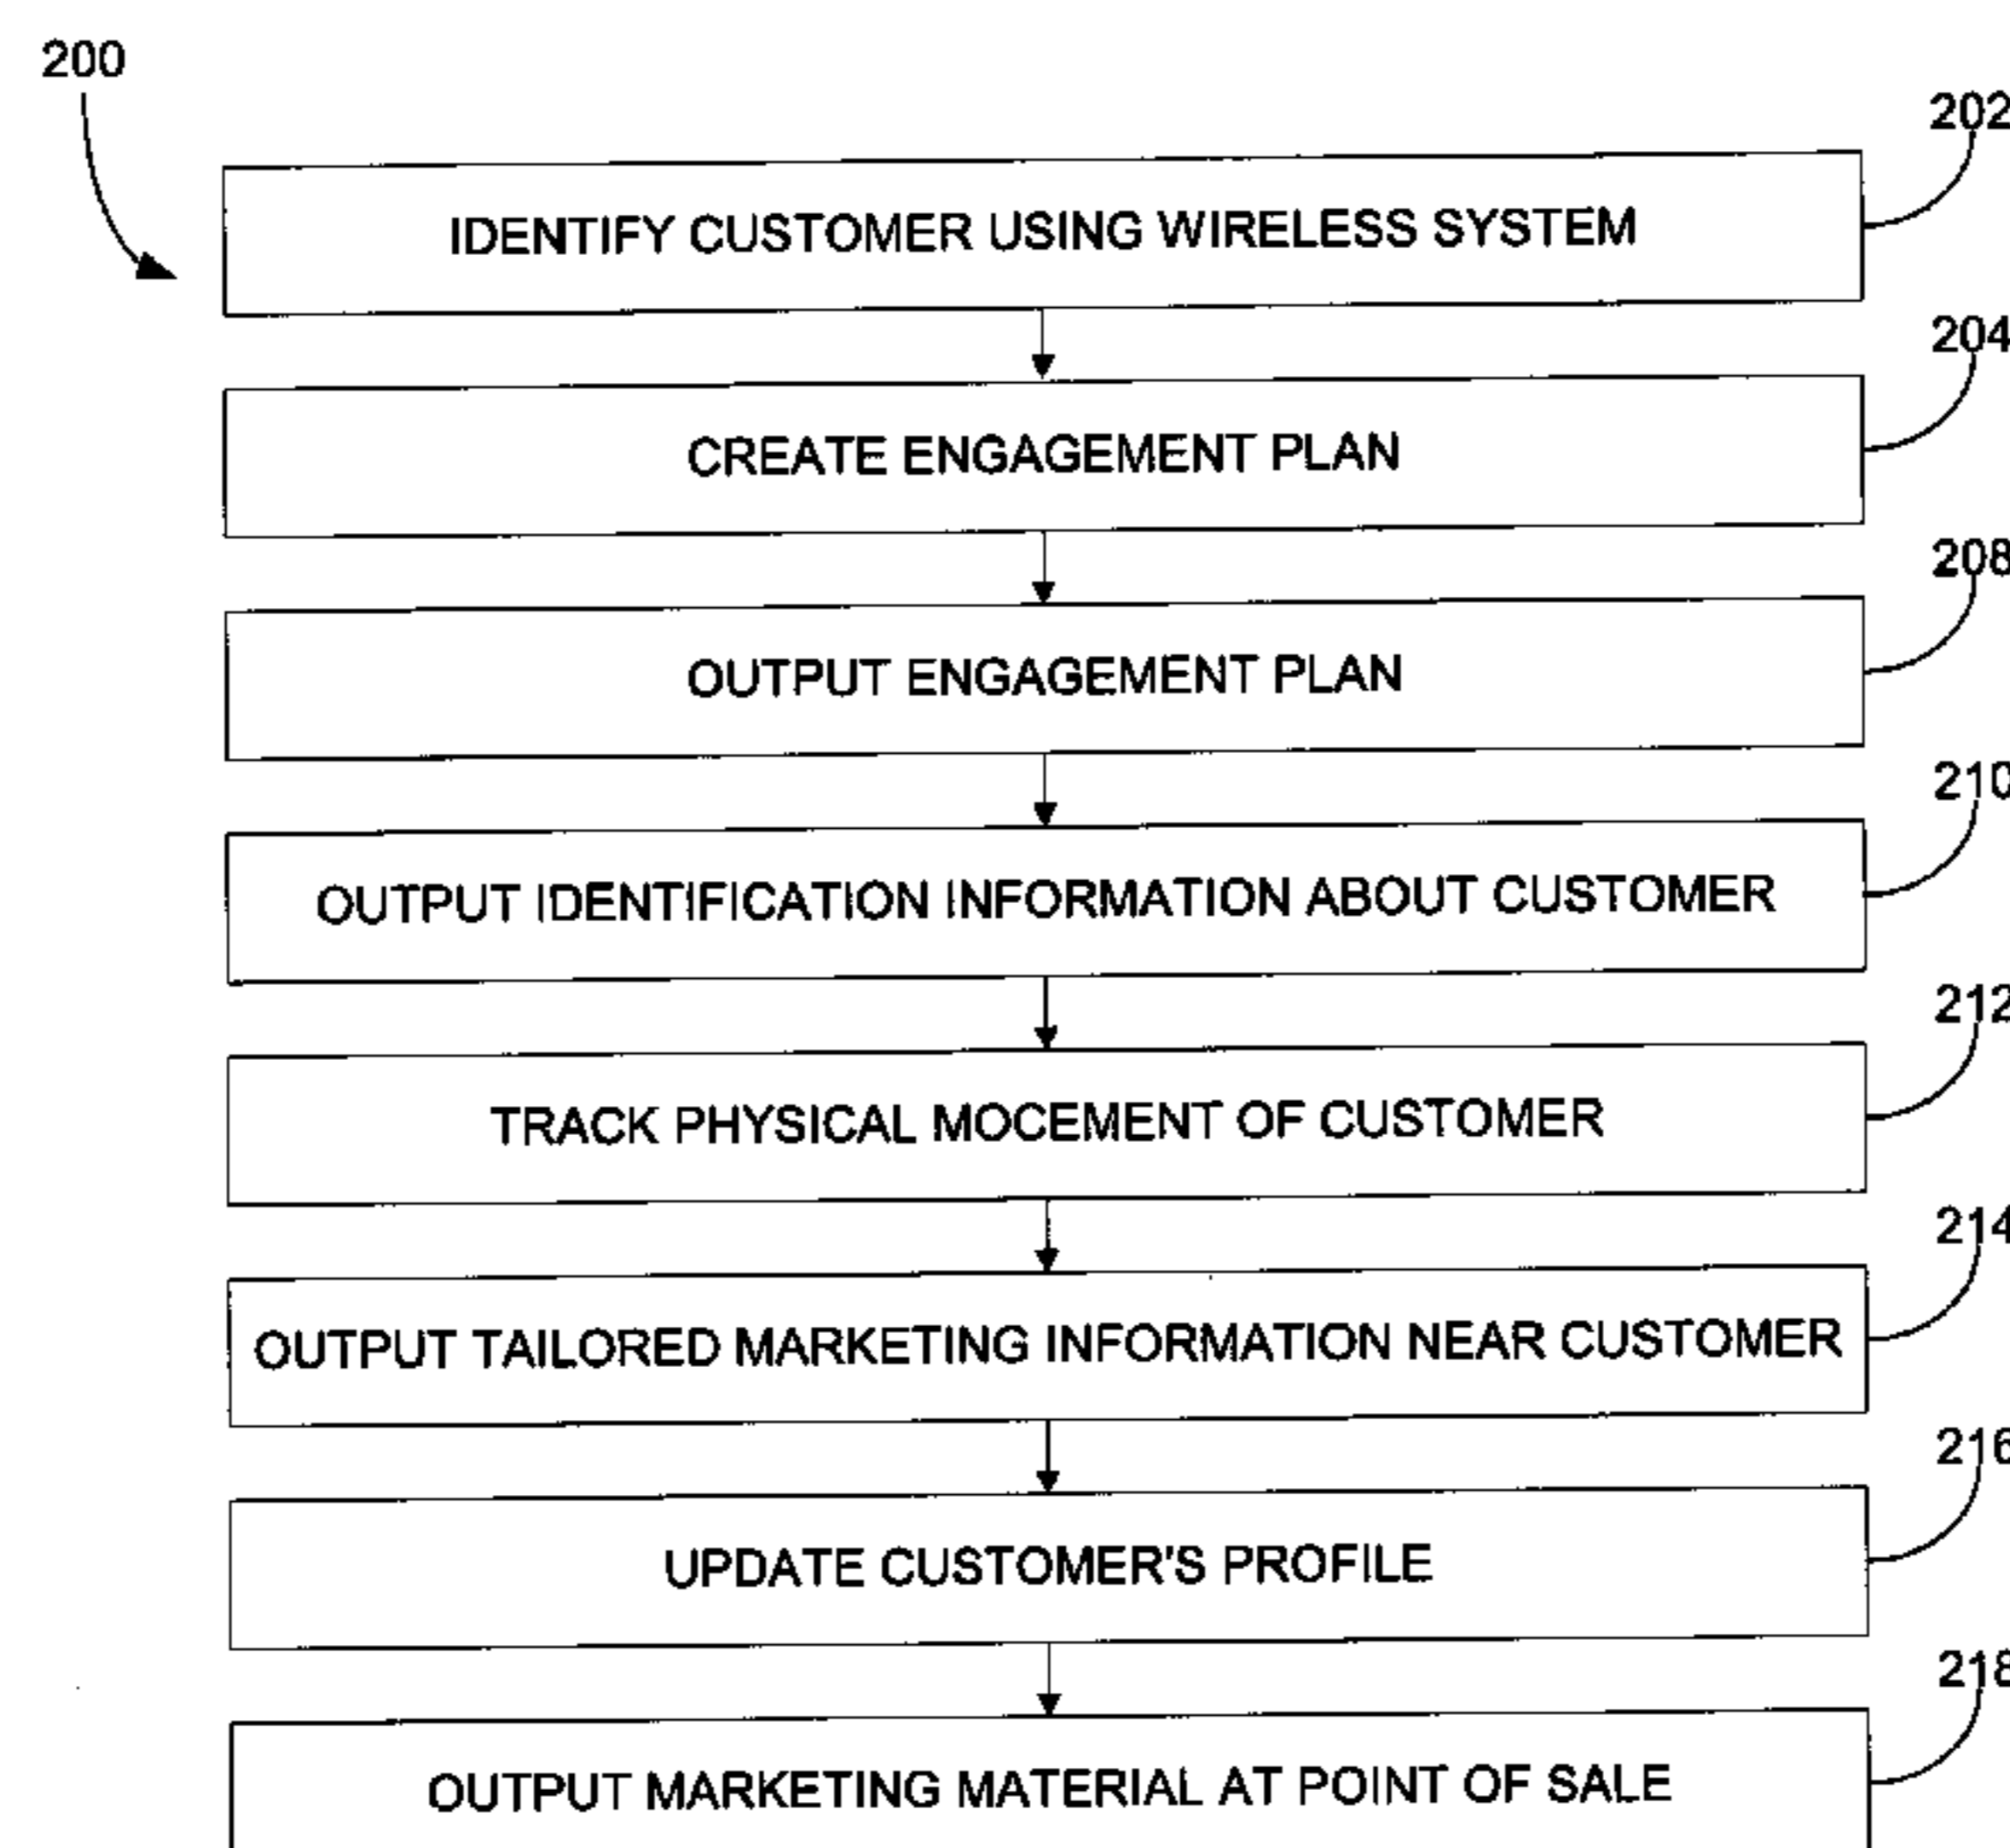 200
202
IDENTIFY CUSTOMER USING WIRELESS SYSTEM
204
CREATE ENGAGEMENT PLAN
208
OUTPUT ENGAGEMENT PLAN
210
OUTPUT IDENTIFICATION INFORMATION ABOUT CUSTOMER
212
TRACK PHYSICAL MOCEMENT OF CUSTOMER
214
OUTPUT TAILORED MARKETING INFORMATION NEAR CUSTOMER
216
UPDATE CUSTOMER'S PROFILE
218
OUTPUT MARKETING MATERIAL AT POINT OF SALE